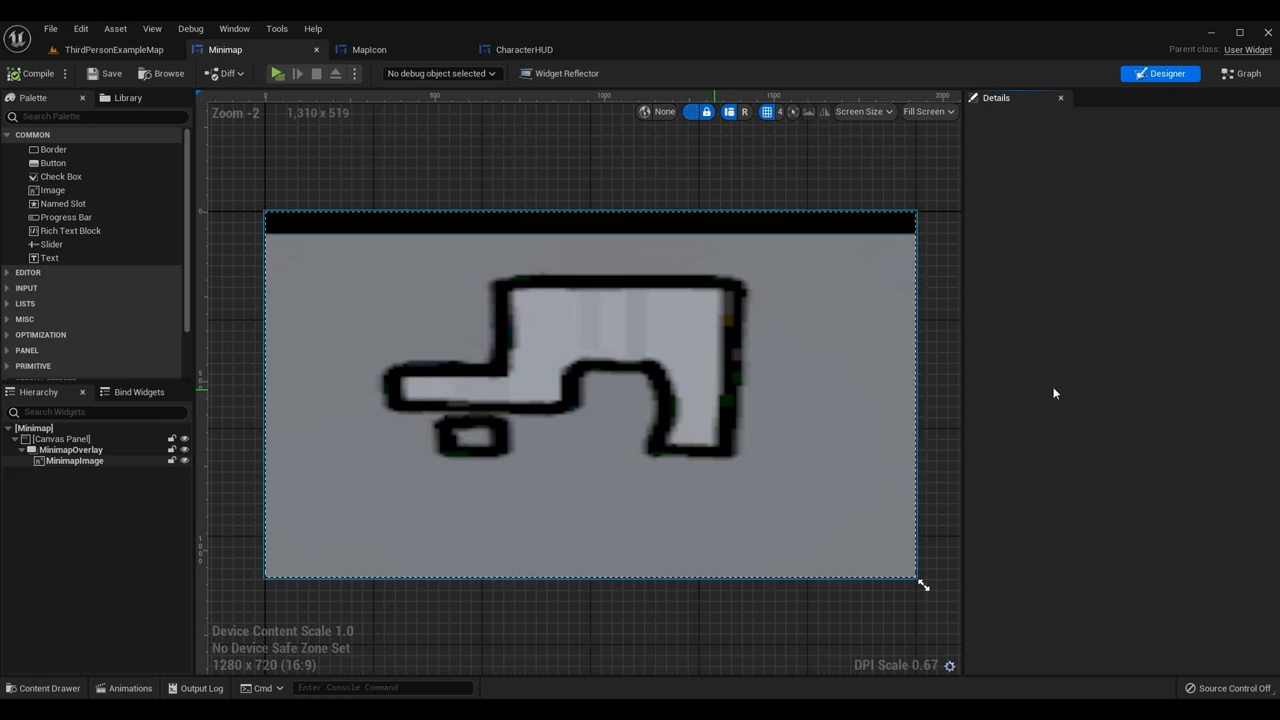 File Edit Asset View Debug Window Tools Help
ThirdPersonExampleMap Minimap MapIcon CharacterHUD Parent class: User Widget
Compile Save Browse Diff No debug object selected Widget Reflector Designer Graph
Palette Library Details
0 500 1000 1500 2000
Zoom -2 1,310 x 519 None R 4 Screen Size Fill Screen
Search Palette
COMMON
Border
Button
Check Box
Image
Named Slot
Progress Bar
Rich Text Block
Slider
Text
EDITOR
INPUT
LISTS
MISC
OPTIMIZATION
PANEL
PRIMITIVE
Hierarchy Bind Widgets
Search Widgets
[Minimap]
[Canvas Panel]
MinimapOverlay
MinimapImage
0
500
1000
Device Content Scale 1.0
No Device Safe Zone Set
1280 x 720 (16:9) DPI Scale 0.67
Content Drawer Animations Output Log Cmd Enter Console Command Source Control Off